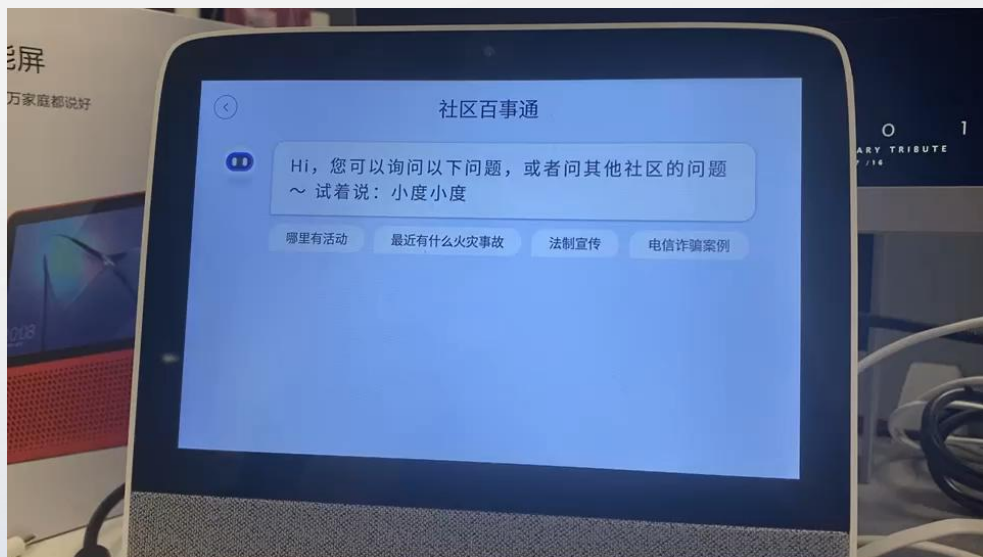 能屏
万家庭都说好
社区百事通
Hi，您可以询问以下问题，或者问其他社区的问题
～ 试着说：小度小度
哪里有活动
最近有什么火灾事故
法制宣传
电信诈骗案例
O 1
ARY TRIBUTE
/16